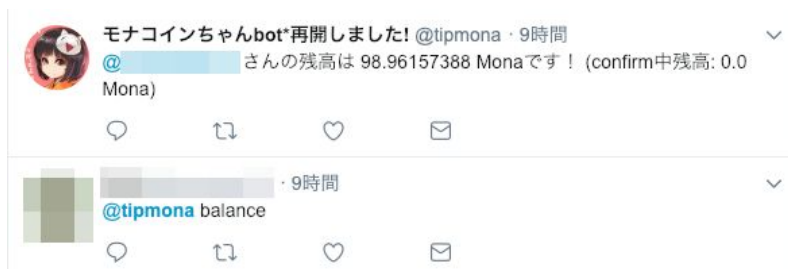 モナコインちゃんbot*再開しました! @tipmona · 9時間
@ さんの残高は 98.96157388 Monaです！ (confirm中残高: 0.0
Mona)
· 9時間
@tipmona balance